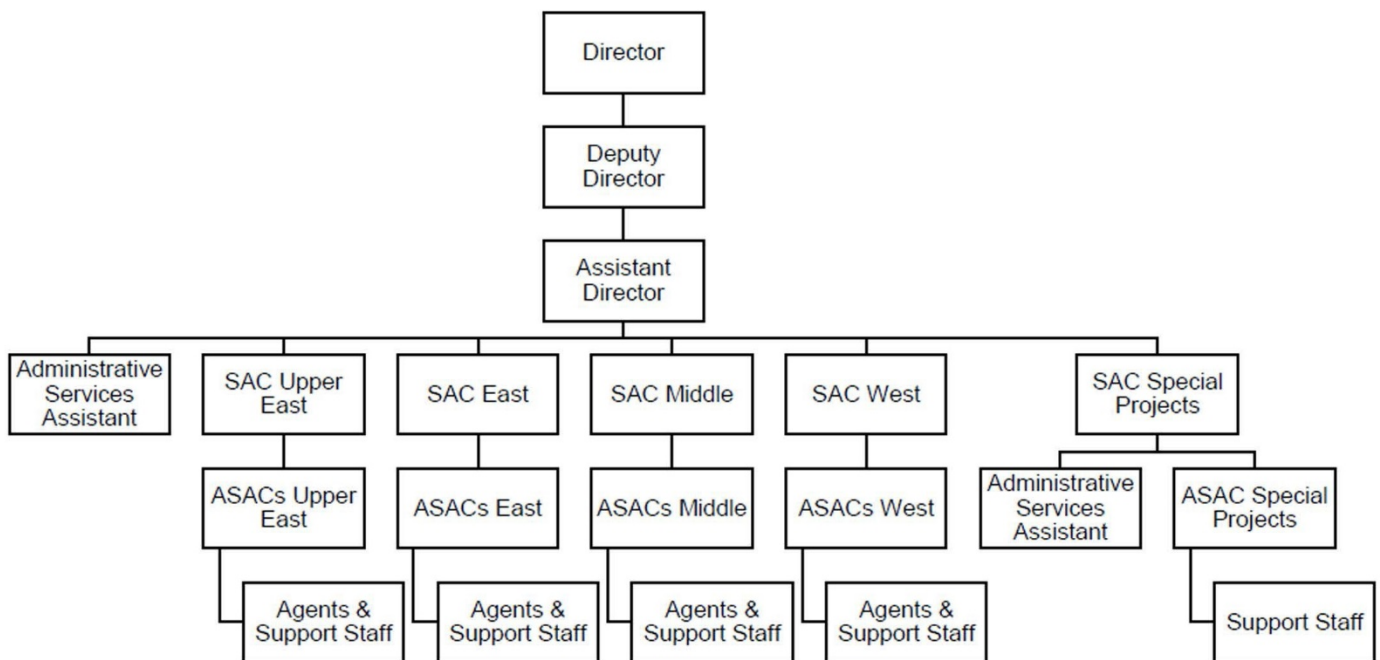 Director
Deputy
Director
Assistant
Director
Administrative
Services
Assistant
SAC Upper
East
SAC East
SAC Middle
SAC West
SAC Special
Projects
ASACs Upper
East
ASACs East
ASACs Middle
ASACs West
Administrative
Services
Assistant
ASAC Special
Projects
Agents &
Support Staff
Agents &
Support Staff
Agents &
Support Staff
Agents &
Support Staff
Support Staff